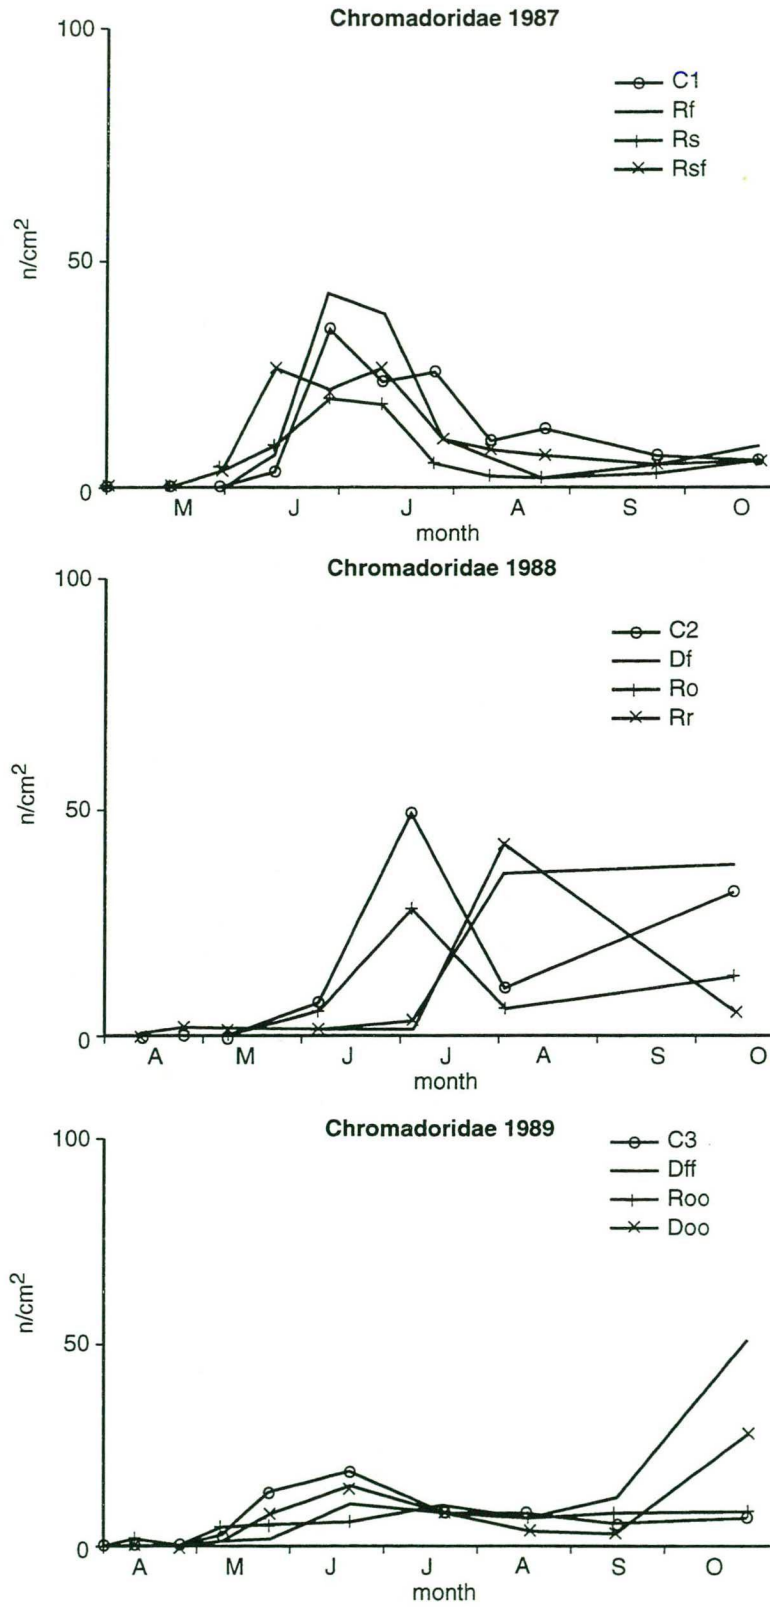 Chromadoridae 1987
100
C1
Rf
Rs
Rsf
n/cm2
50
0
M J J A S O
month
Chromadoridae 1988
100
C2
Df
Ro
Rr
n/cm2
50
0
A M J J A S O
month
Chromadoridae 1989
100
C3
Dff
Roo
Doo
n/cm2
50
0
A M J J A S O
month